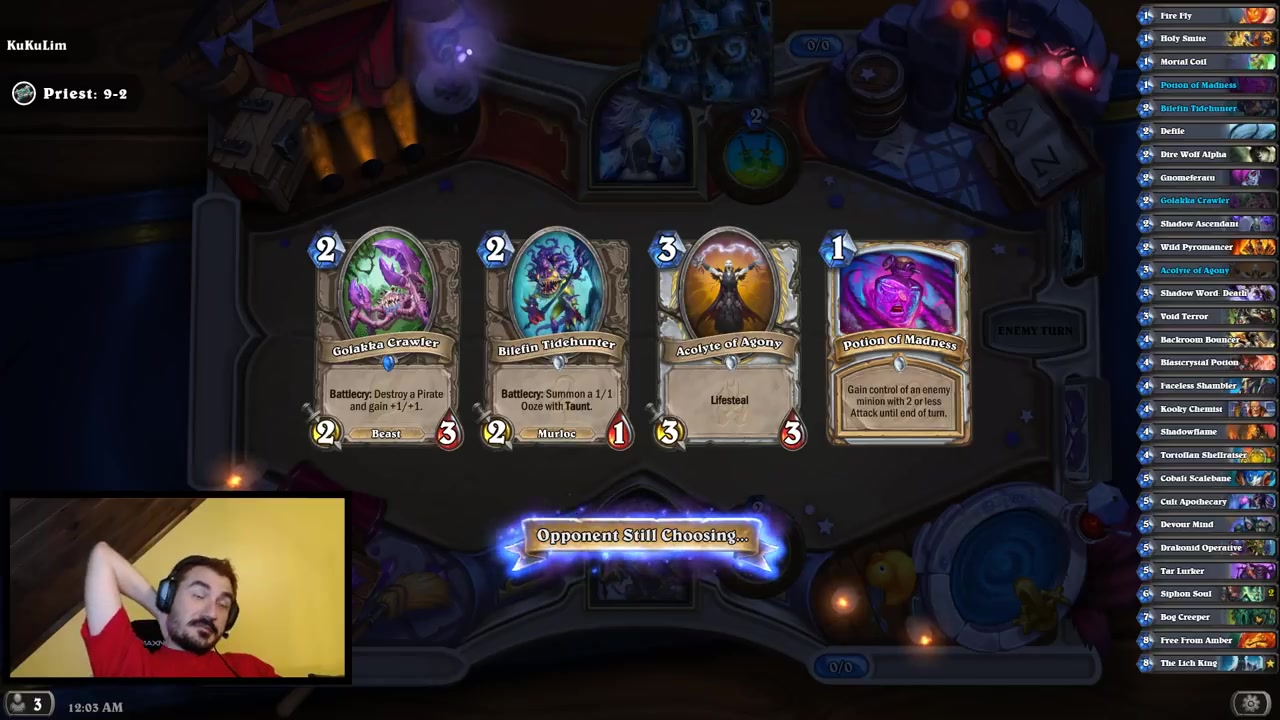 KuKuLim
Priest: 9-2
0/0
2
2
Golakka Crawler
Battlecry: Destroy a Pirate
and gain +1/+1.
2
Beast
3
2
Bilefin Tidehunter
Battlecry: Summon a 1/1
Ooze with Taunt.
2
Murloc
1
3
Acolyte of Agony
Lifesteal
3
3
1
Potion of Madness
Gain control of an enemy
minion with 2 or less
Attack until end of turn.
ENEMY TURN
Opponent Still Choosing...
0/0
3
12:03 AM
1 Fire Fly
1 Holy Smite
1 Mortal Coil
1 Potion of Madness
2 Bilefin Tidehunter
2 Defile
2 Dire Wolf Alpha
2 Gnomeferatu
2 Golakka Crawler
2 Shadow Ascendant
2 Wild Pyromancer
3 Acolyte of Agony
3 Shadow Word: Death
3 Void Terror
4 Backroom Bouncer
4 Blastcrystal Potion
4 Faceless Shambler
4 Kooky Chemist
4 Shadowflame
4 Tortollan Shellraiser
5 Cobalt Scalebane
5 Cult Apothecary
5 Devour Mind
5 Drakonid Operative
5 Tar Lurker
6 Siphon Soul 2
7 Bog Creeper
8 Free From Amber
8 The Lich King